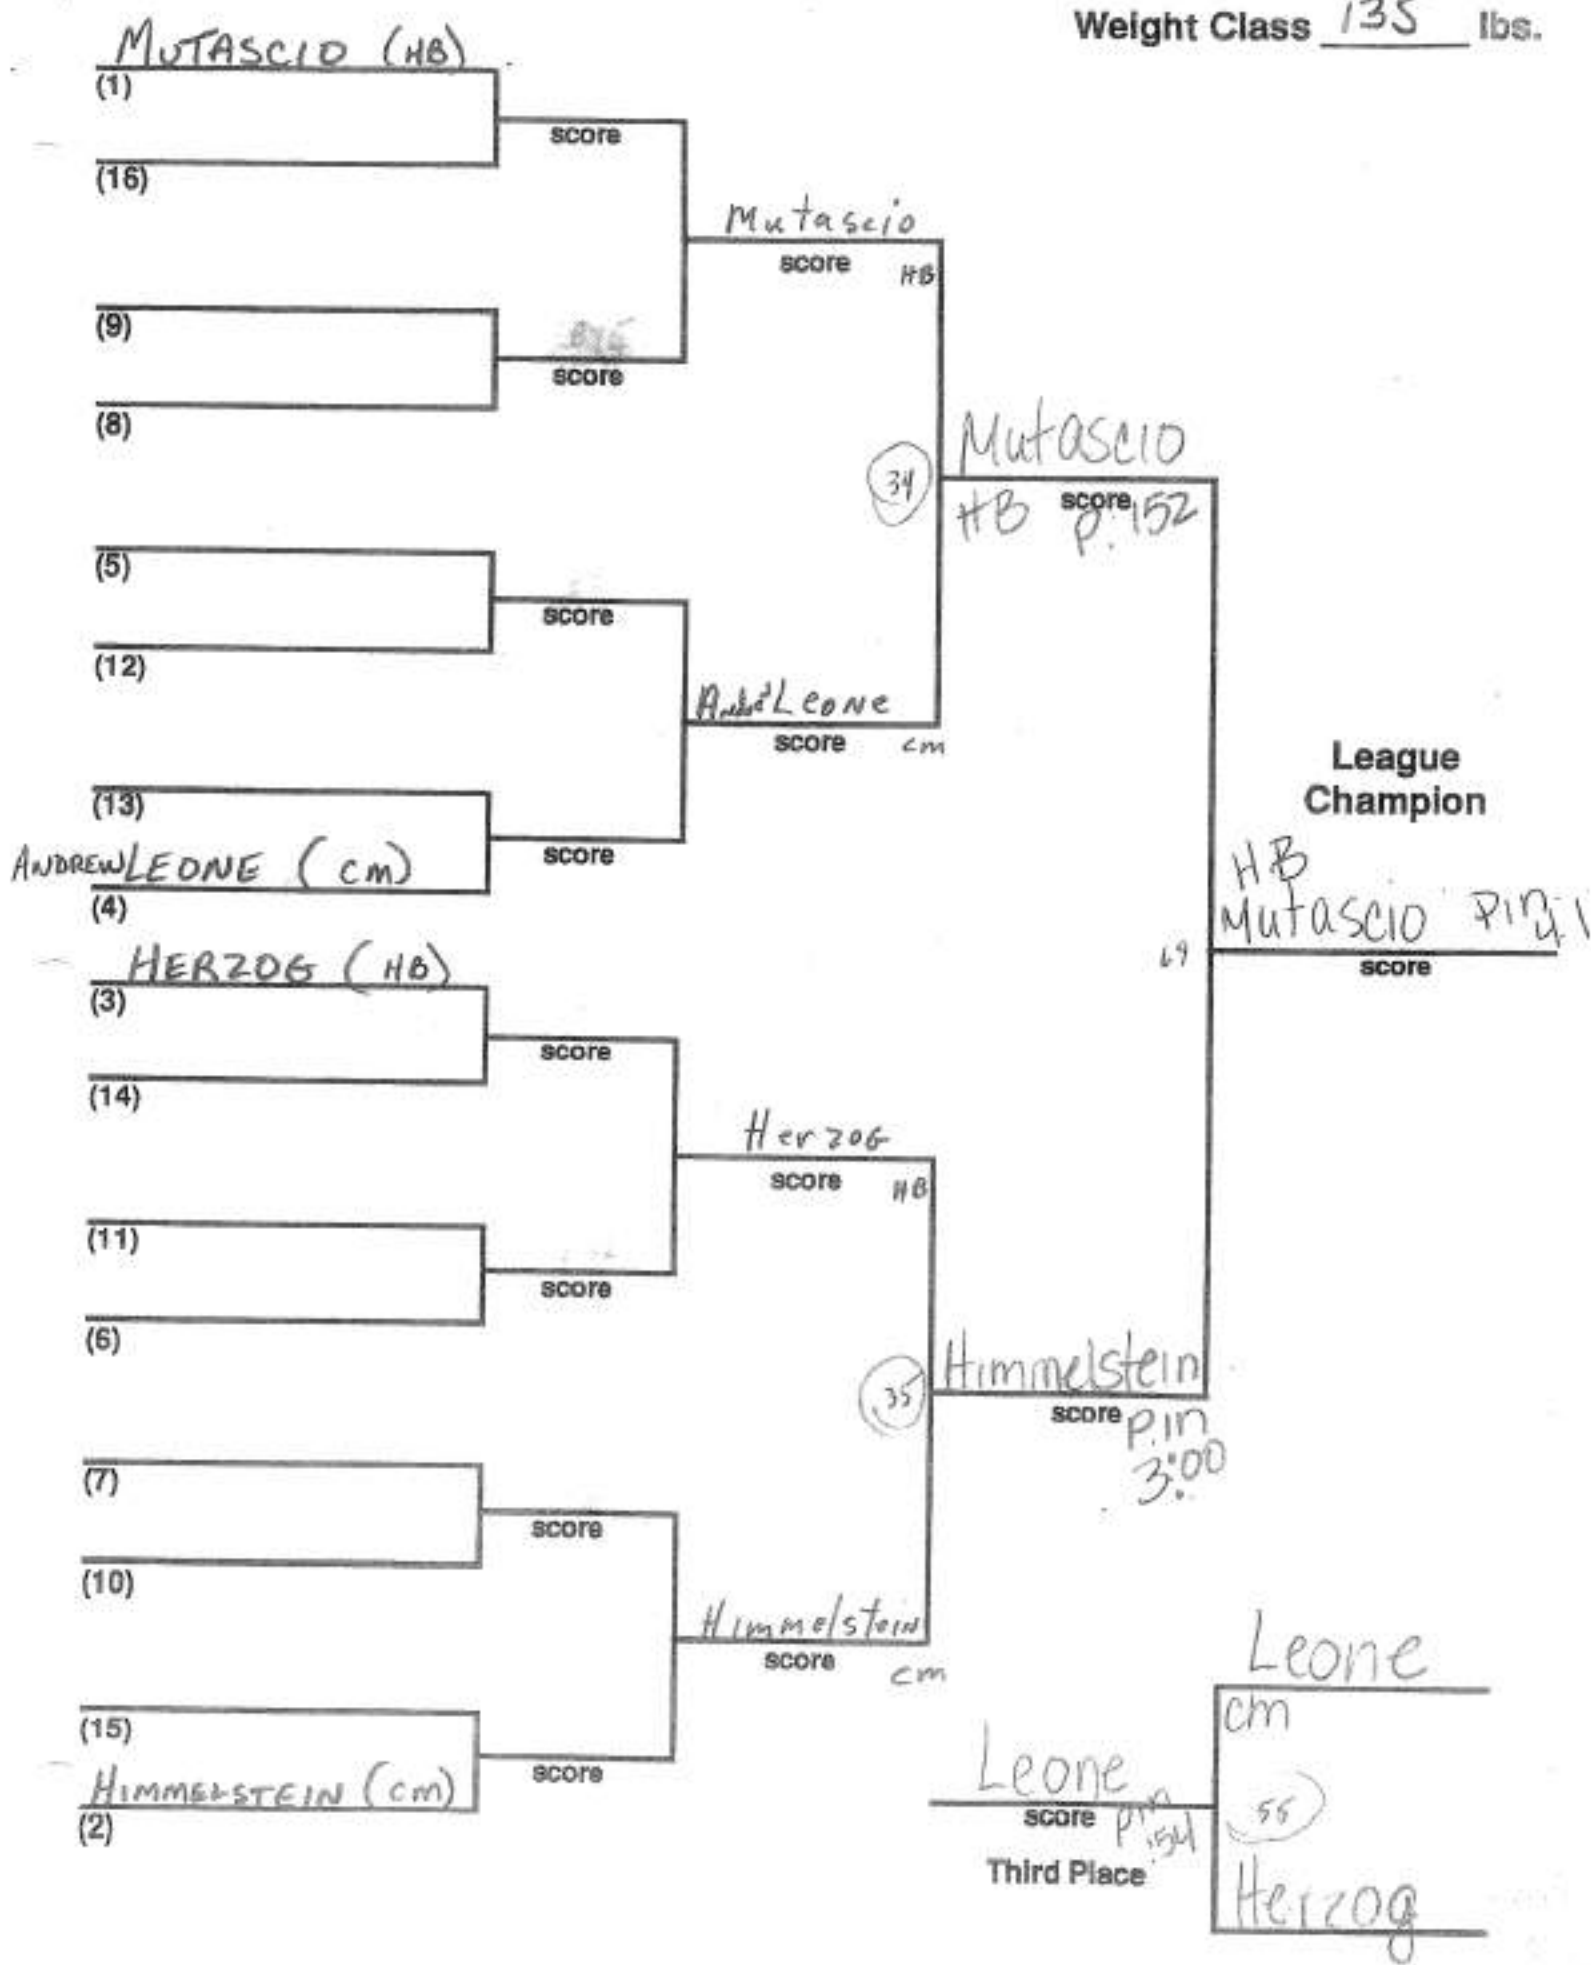 Weight Class 135 lbs.
MUTASCIO (HB)
(1)
score
(16)
Mutascio
score HB
(9)
score
(8)
Mutascio
34
HB score p. 152
(5)
score
(12)
Leone
score cm
League
Champion
(13)
score
ANDREW LEONE (cm)
(4)
HB
Mutascio Pin
69
score
HERZOG (HB)
(3)
score
(14)
Herzog
score HB
(11)
score
(6)
Himmelstein
35
score pin
3:00
(7)
score
(10)
Himmelstein
score cm
(15)
score
HIMMELSTEIN (cm)
(2)
Leone
cm
Leone
score pin
:54
55
Third Place
Herzog